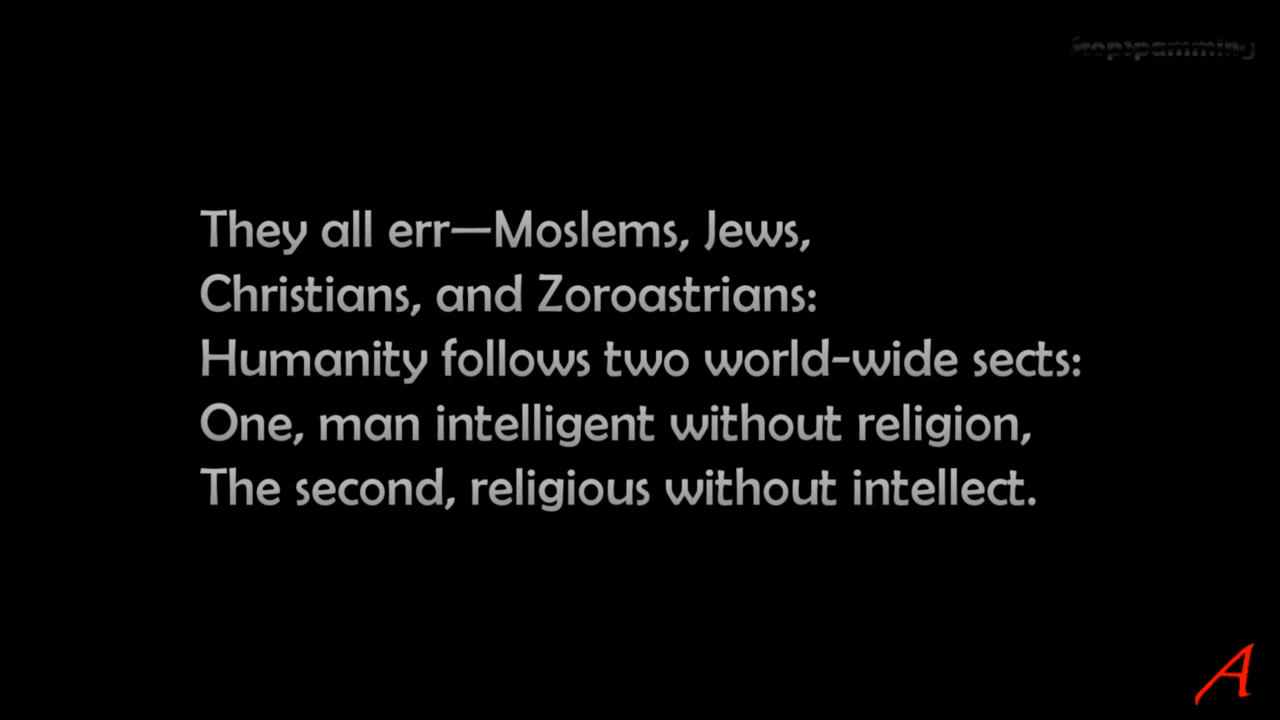 They all err—Moslems, Jews,
Christians, and Zoroastrians:
Humanity follows two world-wide sects:
One, man intelligent without religion,
The second, religious without intellect.
A